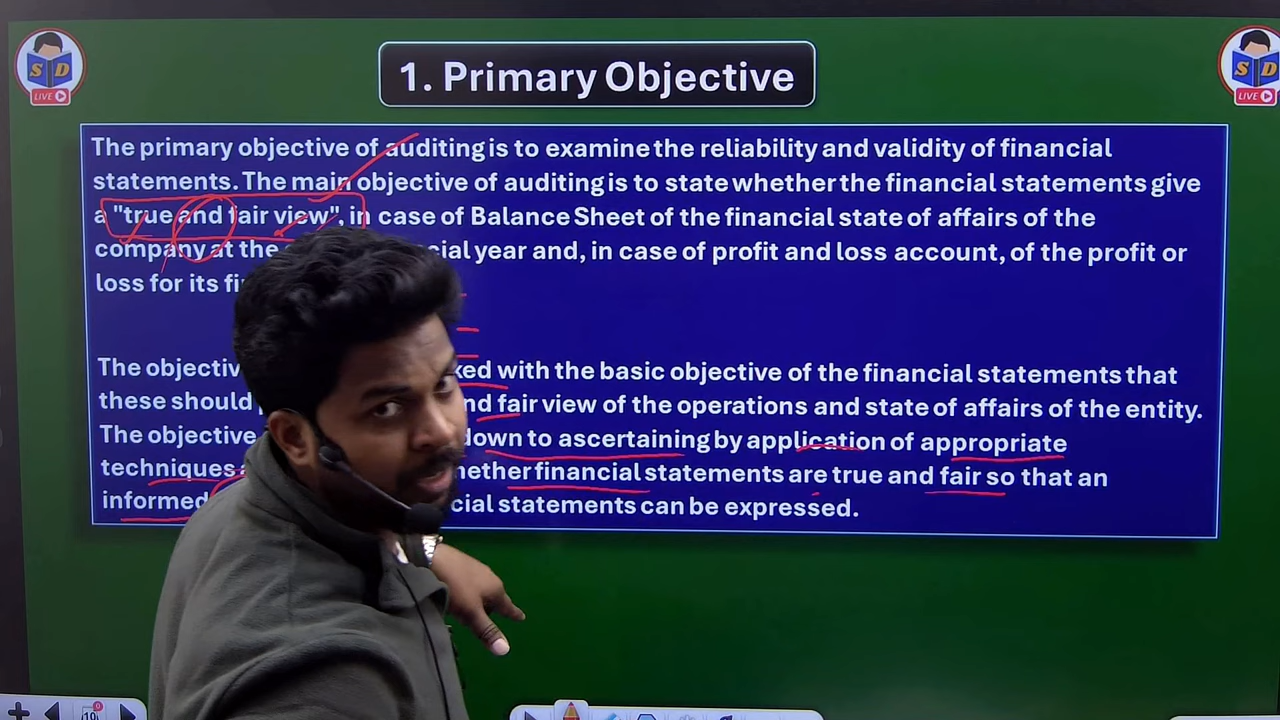 S D
LIVE
1. Primary Objective
S D
LIVE
The primary objective of auditing is to examine the reliability and validity of financial
statements. The main objective of auditing is to state whether the financial statements give
a "true and fair view", in case of Balance Sheet of the financial state of affairs of the
company at the cial year and, in case of profit and loss account, of the profit or
loss for its fi
The objectiv ked with the basic objective of the financial statements that
these should nd fair view of the operations and state of affairs of the entity.
The objective down to ascertaining by application of appropriate
techniques hether financial statements are true and fair so that an
informed cial statements can be expressed.
19